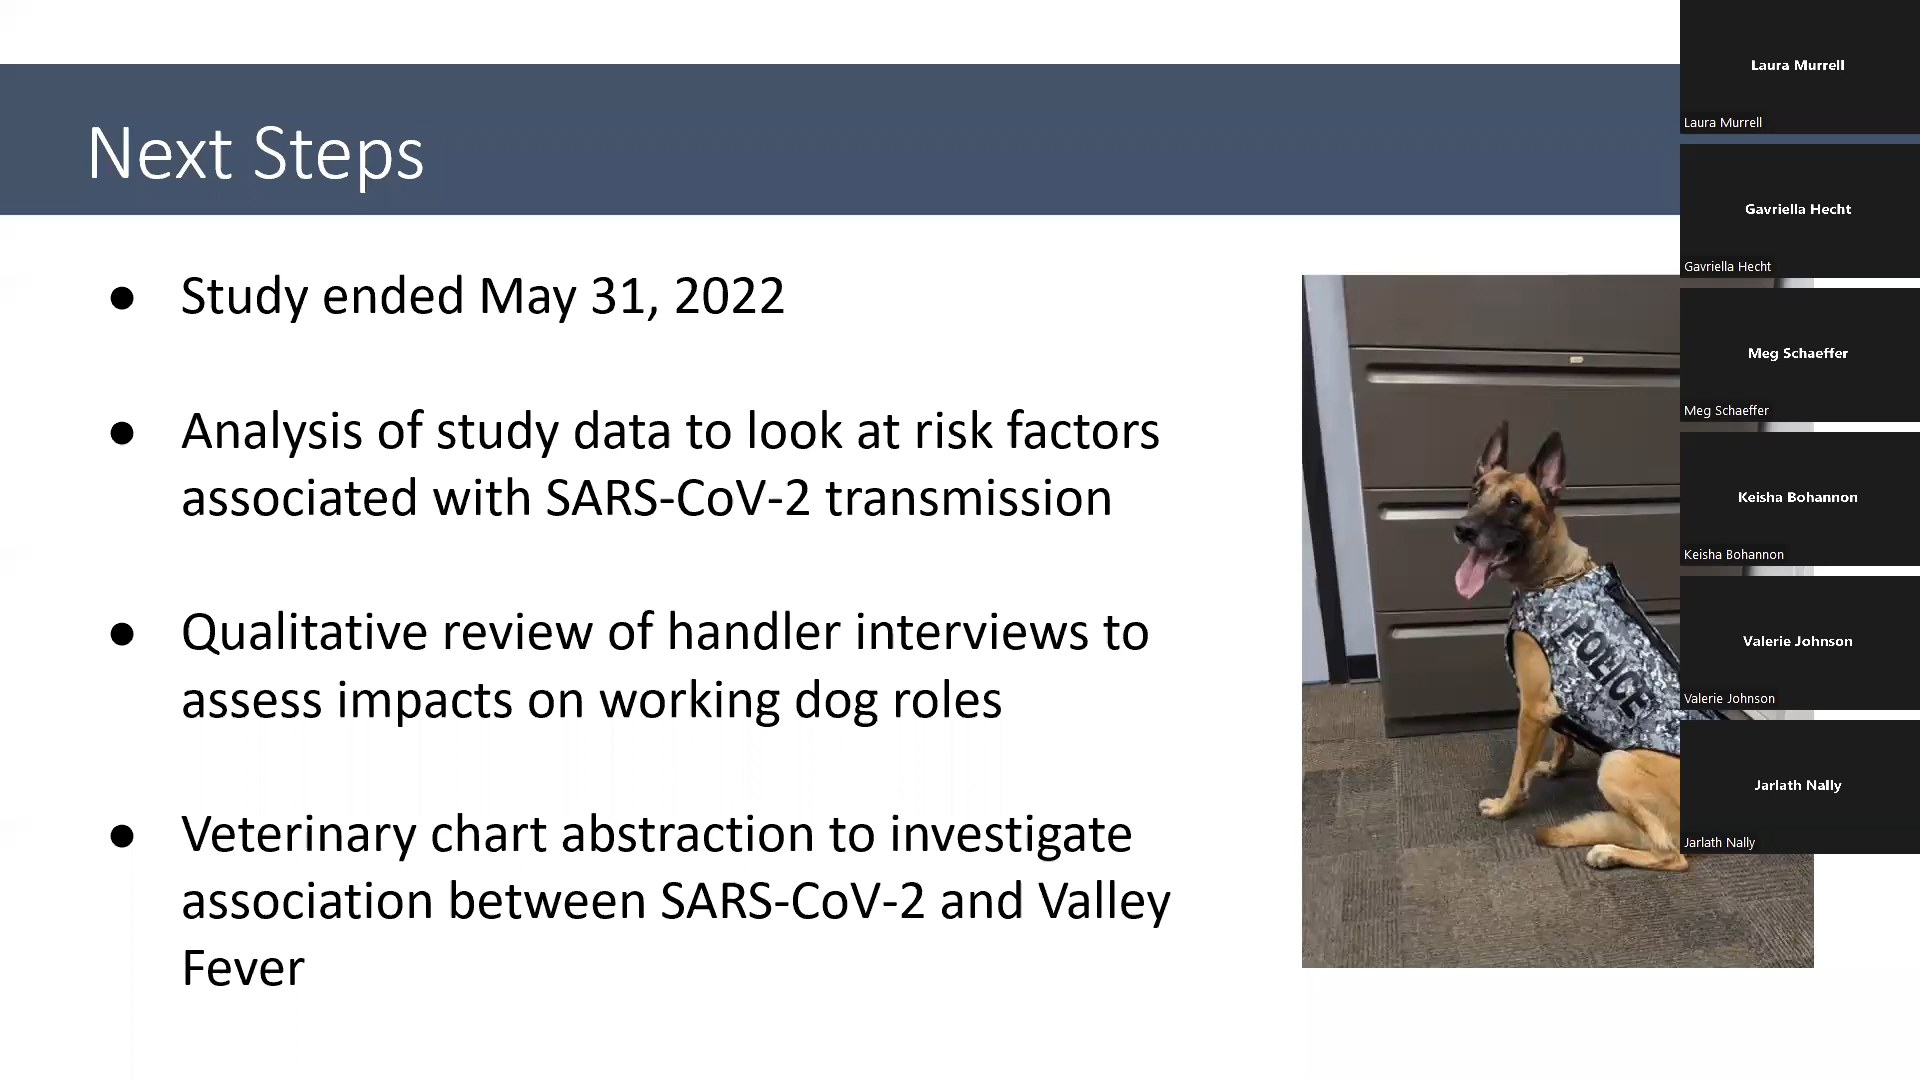 Next Steps
● Study ended May 31, 2022
● Analysis of study data to look at risk factors
associated with SARS-CoV-2 transmission
● Qualitative review of handler interviews to
assess impacts on working dog roles
● Veterinary chart abstraction to investigate
association between SARS-CoV-2 and Valley
Fever
POLICE
Laura Murrell
Laura Murrell
Gavriella Hecht
Gavriella Hecht
Meg Schaeffer
Meg Schaeffer
Keisha Bohannon
Keisha Bohannon
Valerie Johnson
Valerie Johnson
Jarlath Nally
Jarlath Nally